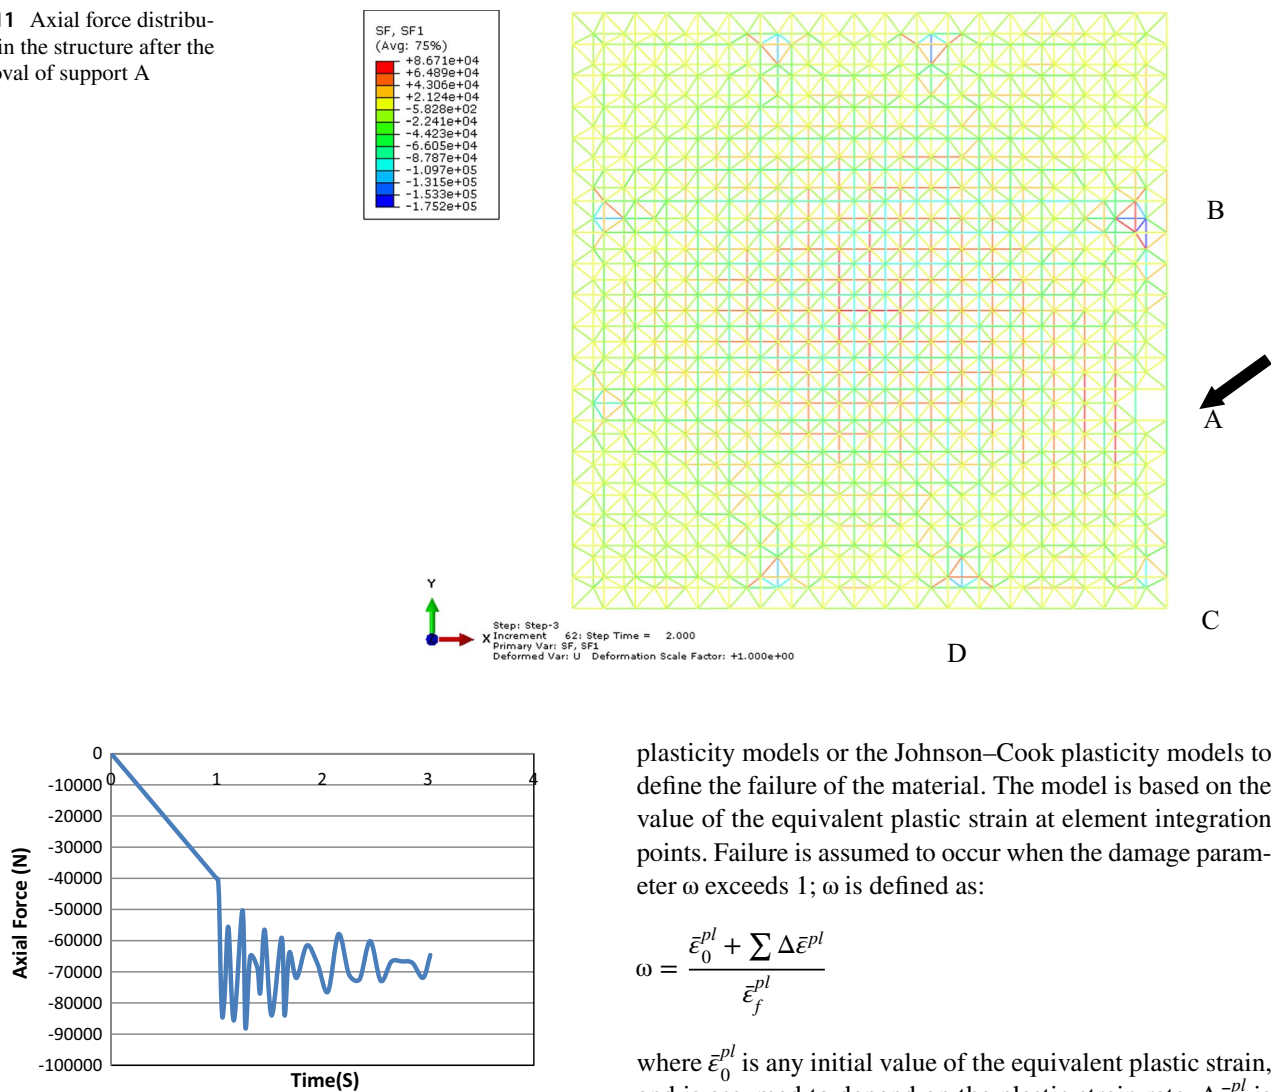 11 Axial force distribu-
in the structure after the
oval of support A
SF, SF1
(Avg: 75%)
+8.671e+04
+6.489e+04
+4.306e+04
+2.124e+04
-5.828e+02
-2.241e+04
-4.423e+04
-6.605e+04
-8.787e+04
-1.097e+05
-1.315e+05
-1.533e+05
-1.752e+05
B
A
C
D
Y
X
Step: Step-3
Increment 62: Step Time = 2.000
Primary Var: SF, SF1
Deformed Var: U Deformation Scale Factor: +1.000e+00
Axial Force (N)
0
-10000
-20000
-30000
-40000
-50000
-60000
-70000
-80000
-90000
-100000
0 1 2 3 4
Time(S)
plasticity models or the Johnson–Cook plasticity models to
define the failure of the material. The model is based on the
value of the equivalent plastic strain at element integration
points. Failure is assumed to occur when the damage param-
eter ω exceeds 1; ω is defined as:
ω = (ε̄₀^pl + ∑ Δε̄^pl) / ε̄_f^pl
where ε̄₀^pl is any initial value of the equivalent plastic strain,